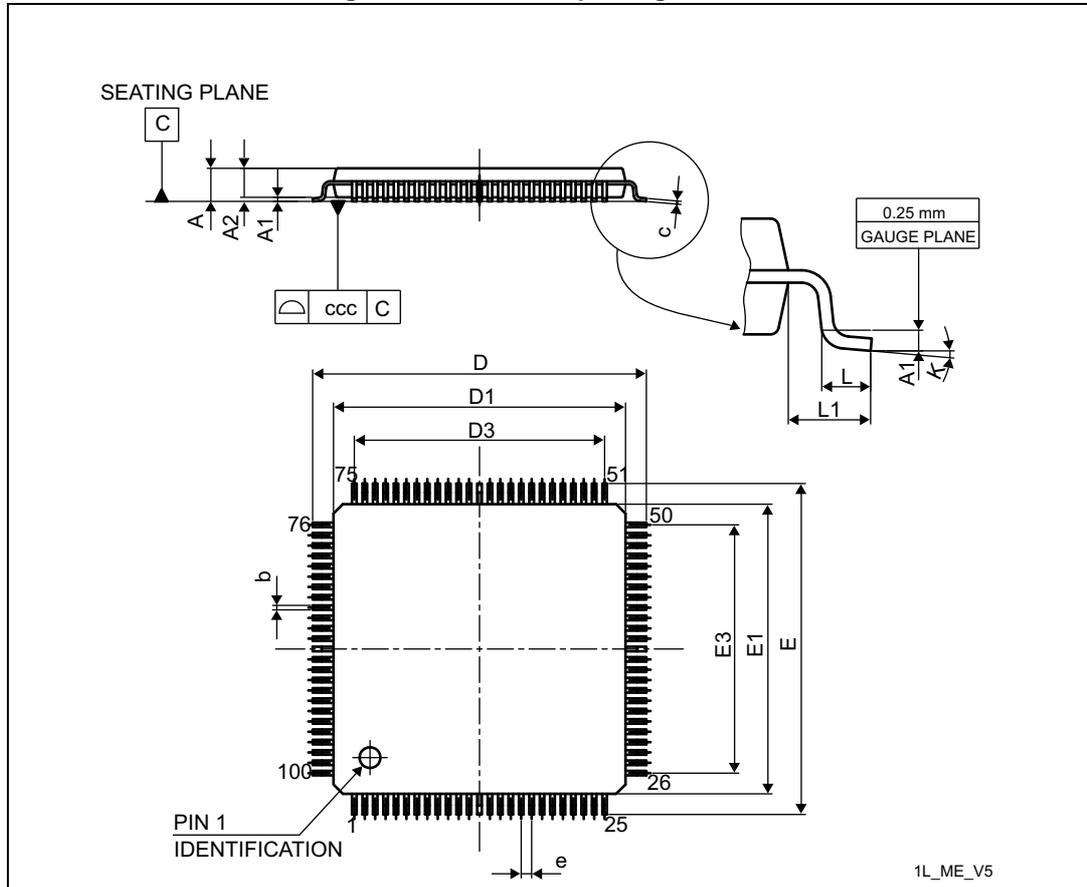 SEATING PLANE
C
A
A2
A1
c
ccc
C
0.25 mm
GAUGE PLANE
A1
K
L
L1
D
D1
D3
75
51
76
50
b
E3
E1
E
100
26
1
25
PIN 1
IDENTIFICATION
e
1L_ME_V5